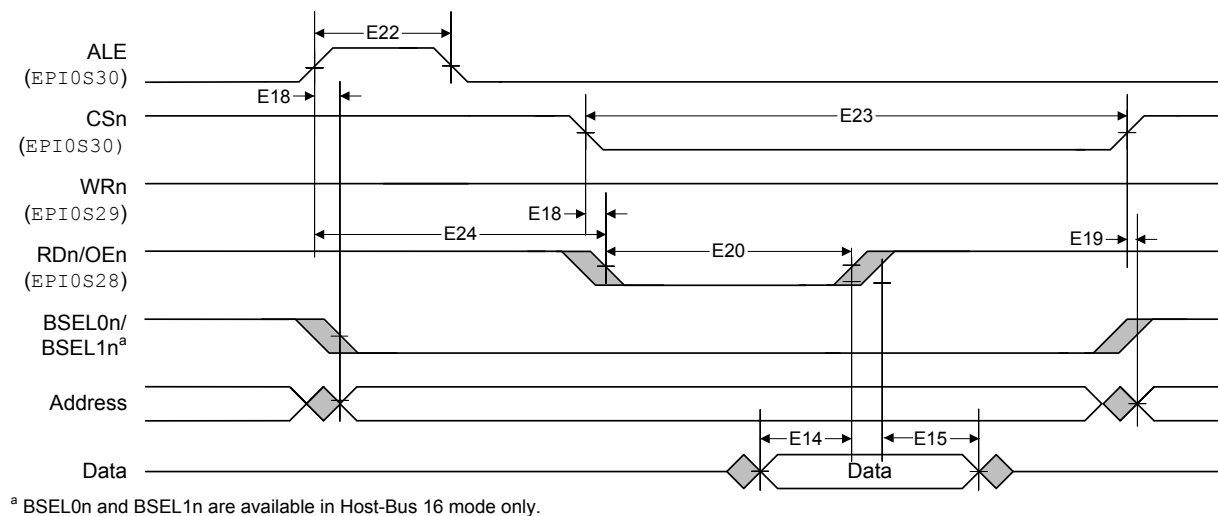 E22
ALE
(EPI0S30)
E18
CSn
E23
(EPI0S30)
WRn
(EPI0S29)
E18
E24
RDn/OEn
E20
E19
(EPI0S28)
BSEL0n/
BSEL1nᵃ
Address
E14
E15
Data
Data
ᵃ BSEL0n and BSEL1n are available in Host-Bus 16 mode only.